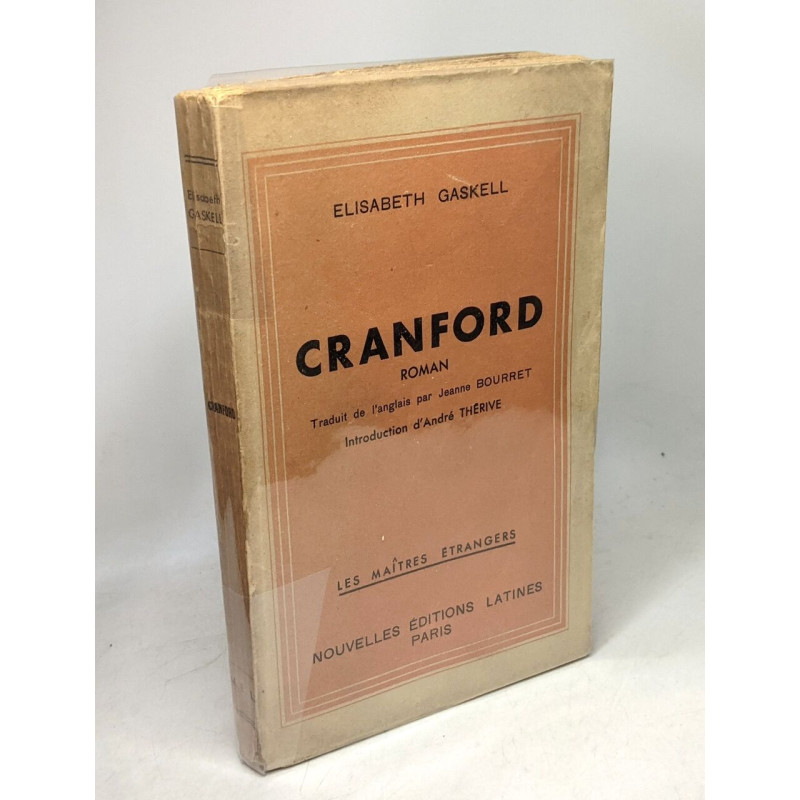 ELISABETH GASKELL
CRANFORD
ROMAN
Traduit de l'anglais par Jeanne BOURRET
Introduction d'André THÉRIVE
LES MAÎTRES ÉTRANGERS
NOUVELLES ÉDITIONS LATINES
PARIS
Elisabeth
GASKELL
CRANFORD